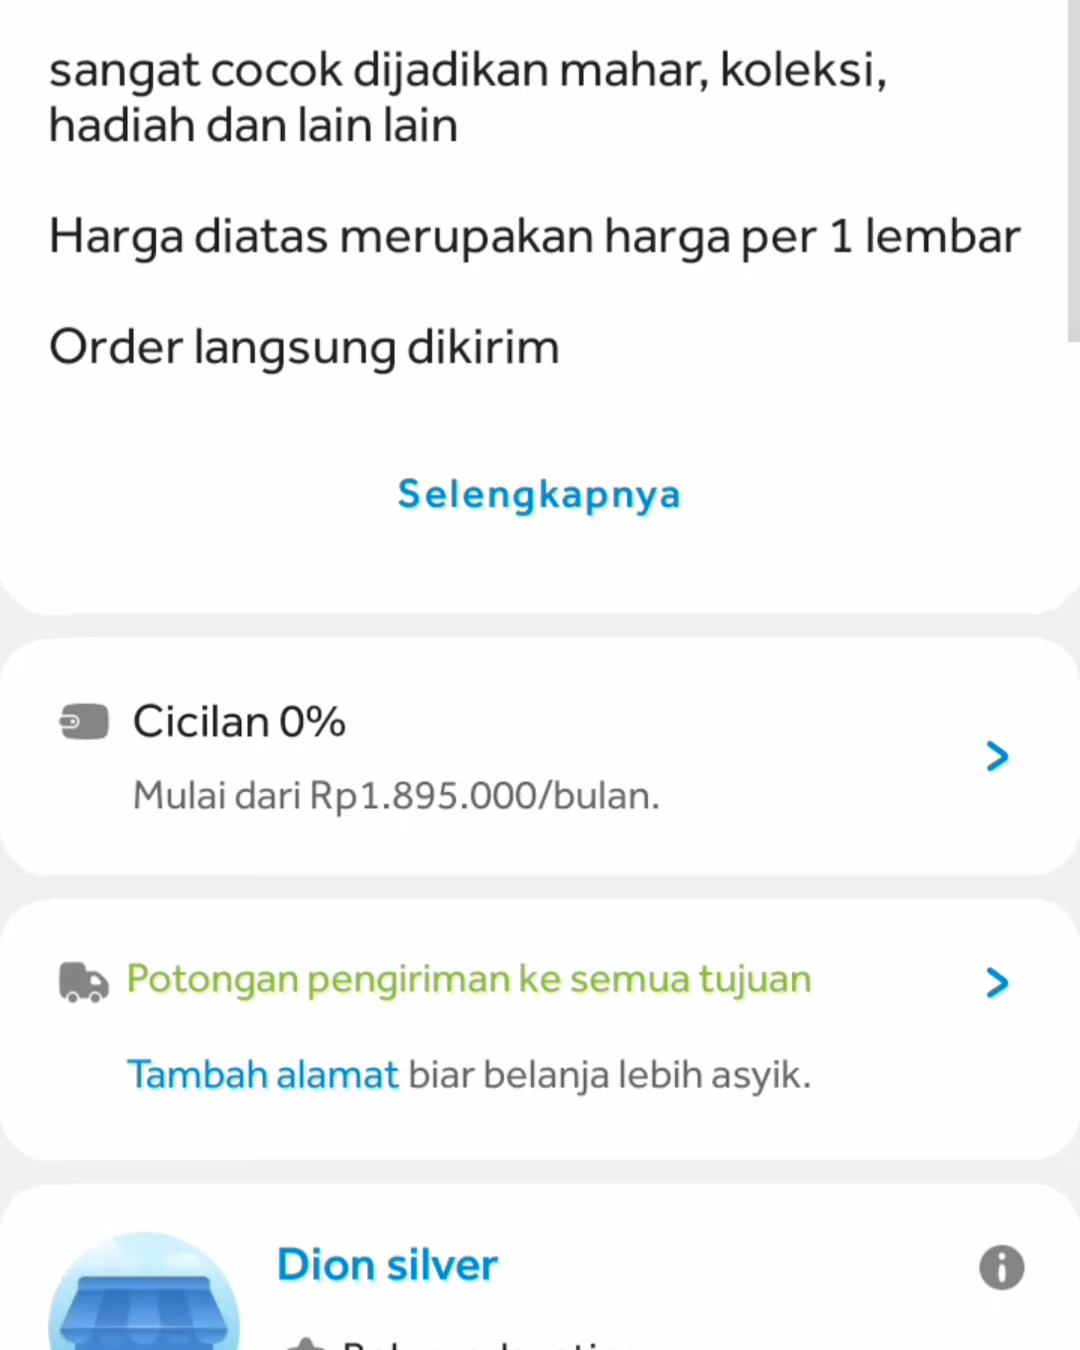 sangat cocok dijadikan mahar, koleksi,
hadiah dan lain lain
Harga diatas merupakan harga per 1 lembar
Order langsung dikirim
Selengkapnya
Cicilan 0%
Mulai dari Rp1.895.000/bulan.
Potongan pengiriman ke semua tujuan
Tambah alamat biar belanja lebih asyik.
Dion silver